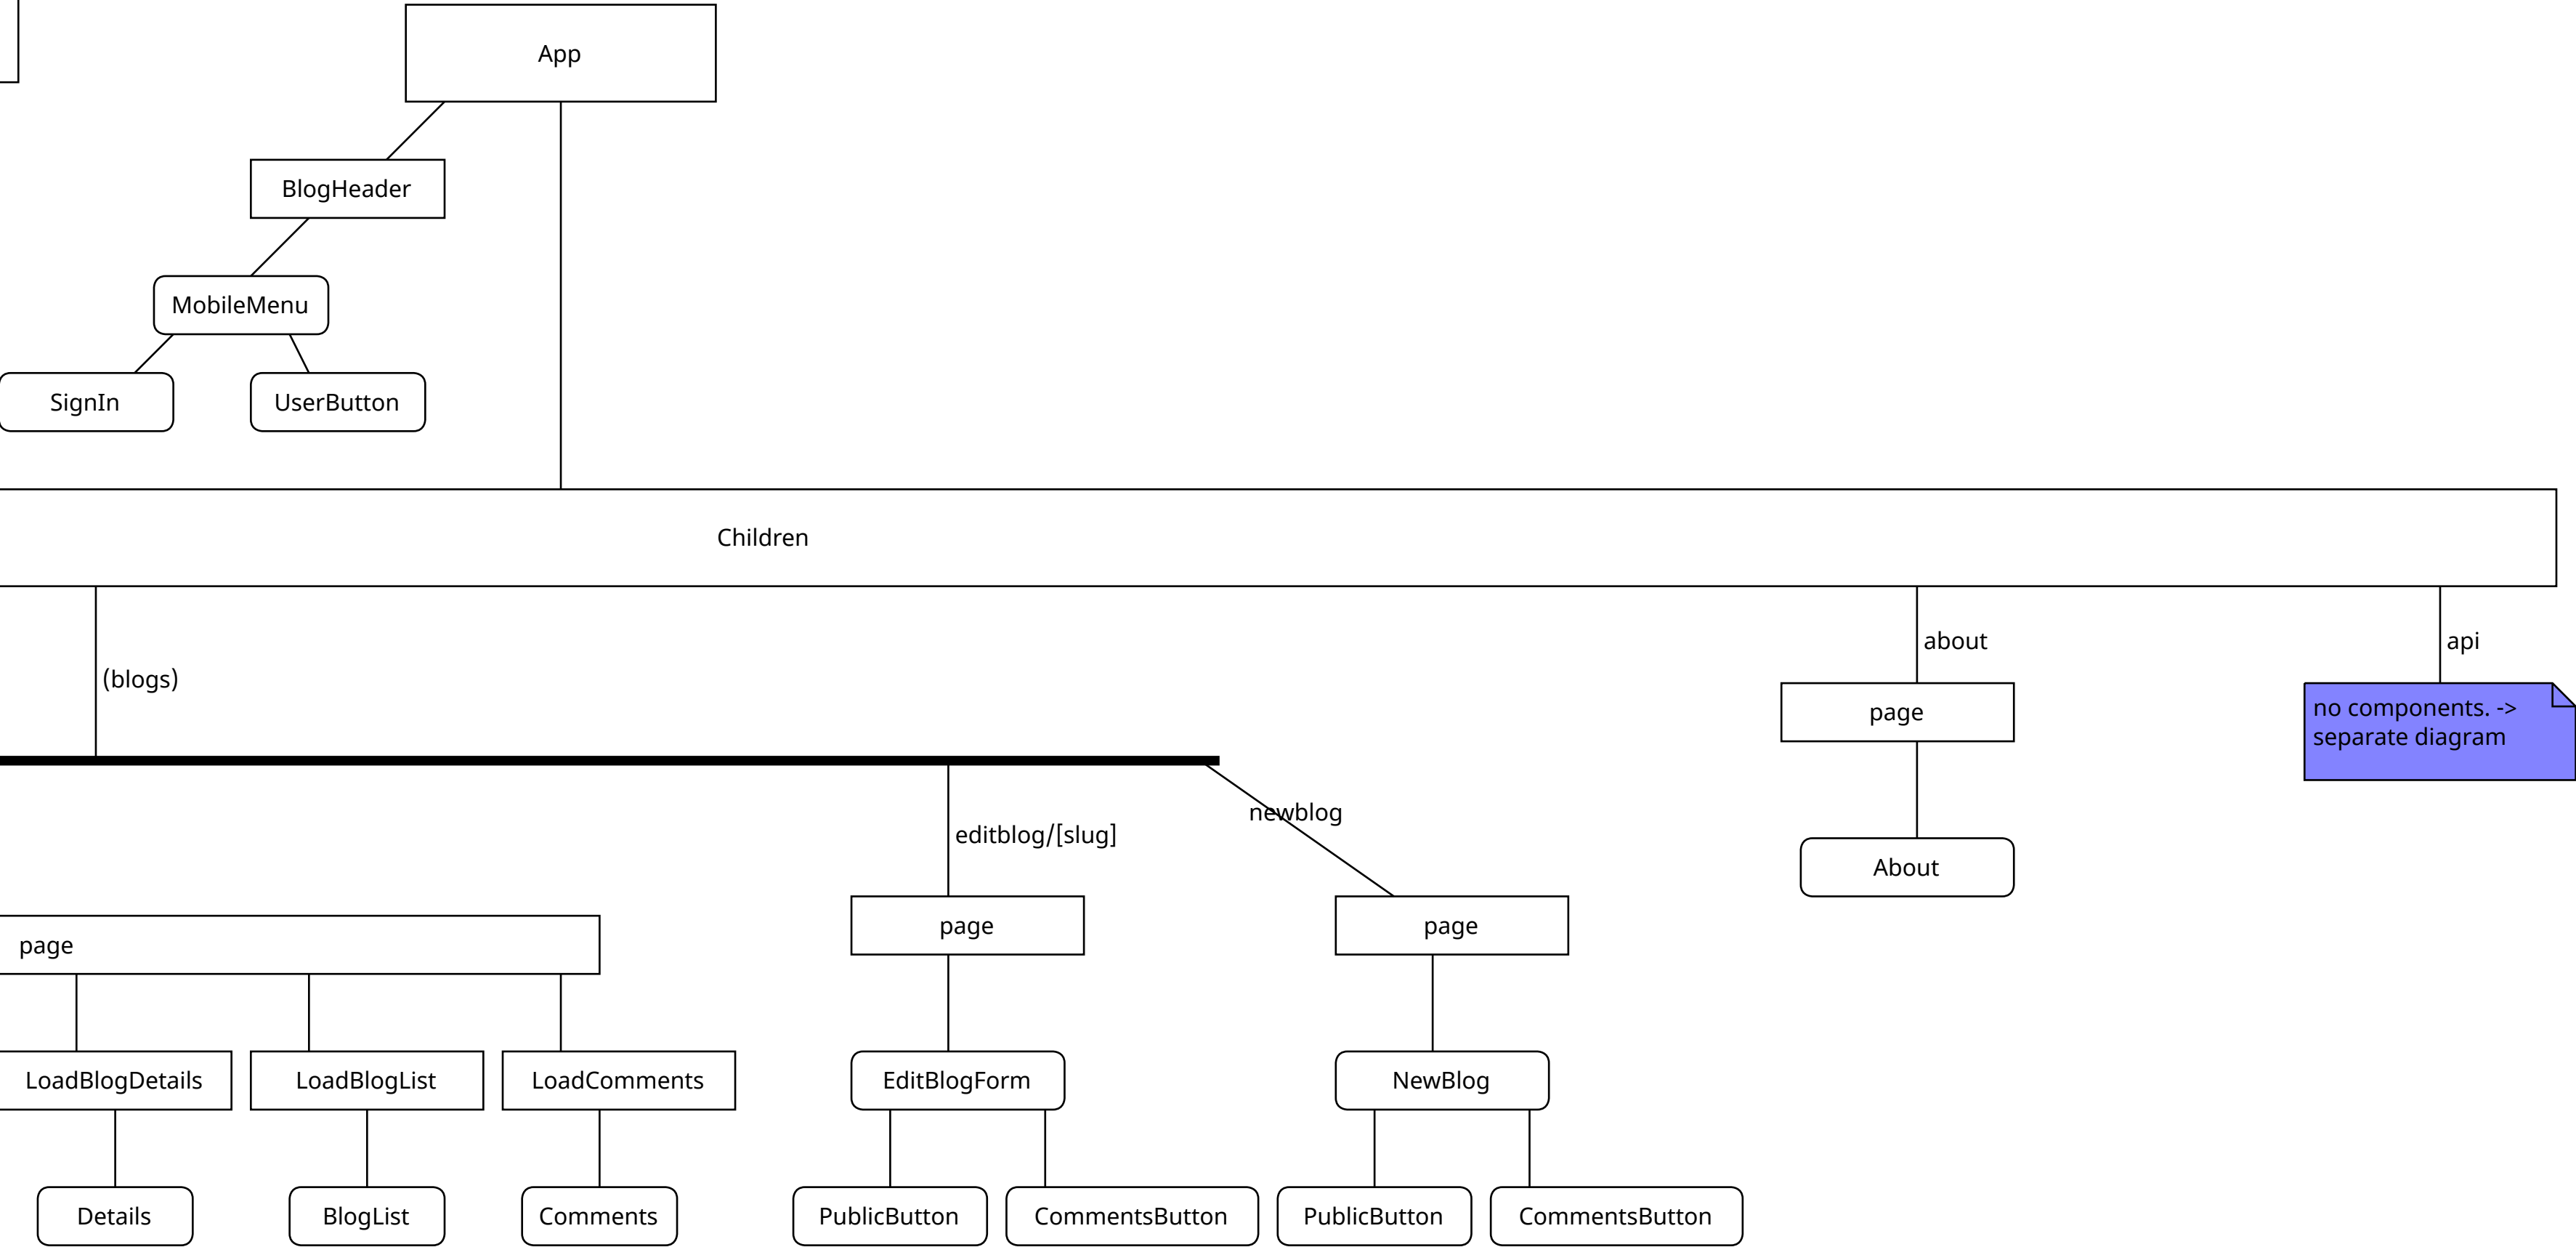 App
BlogHeader
MobileMenu
SignIn
UserButton
Children
(blogs)
about
api
page
no components. ->
separate diagram
newblog
editblog/[slug]
About
page
page
page
LoadBlogDetails
LoadBlogList
LoadComments
EditBlogForm
NewBlog
Details
BlogList
Comments
PublicButton
CommentsButton
PublicButton
CommentsButton